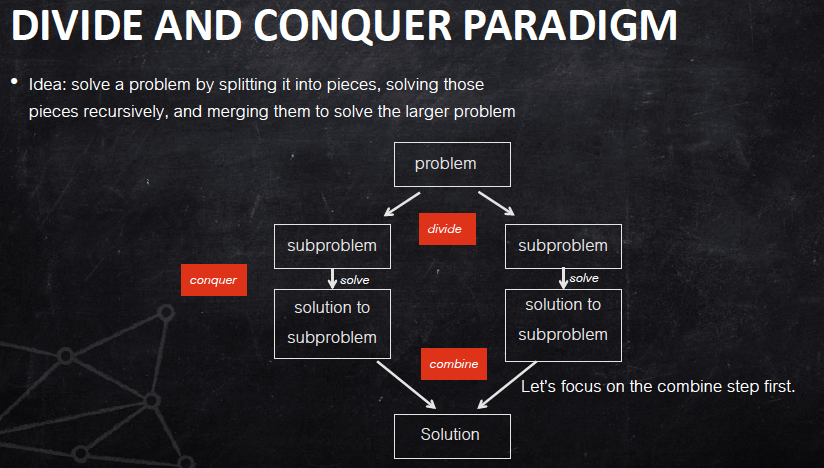 DIVIDE AND CONQUER PARADIGM
• Idea: solve a problem by splitting it into pieces, solving those
pieces recursively, and merging them to solve the larger problem
problem
divide
subproblem
subproblem
conquer
solve
solve
solution to
subproblem
solution to
subproblem
combine
Let's focus on the combine step first.
Solution